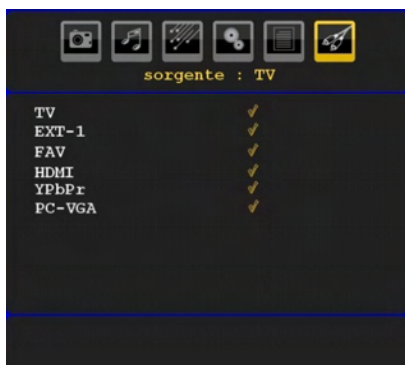 sorgente : TV
TV
EXT-1
FAV
HDMI
YPbPr
PC-VGA